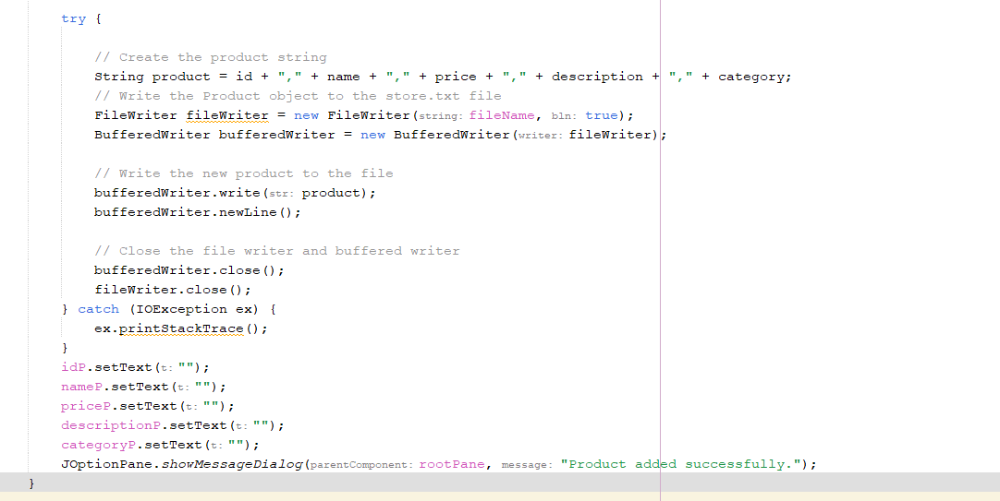 try {
// Create the product string
String product = id + "," + name + "," + price + "," + description + "," + category;
// Write the Product object to the store.txt file
FileWriter fileWriter = new FileWriter(string: fileName, bln: true);
BufferedWriter bufferedWriter = new BufferedWriter(writer: fileWriter);
// Write the new product to the file
bufferedWriter.write(str: product);
bufferedWriter.newLine();
// Close the file writer and buffered writer
bufferedWriter.close();
fileWriter.close();
} catch (IOException ex) {
ex.printStackTrace();
}
idP.setText(t: "");
nameP.setText(t: "");
priceP.setText(t: "");
descriptionP.setText(t: "");
categoryP.setText(t: "");
JOptionPane.showMessageDialog(parentComponent: rootPane, message: "Product added successfully.");
}